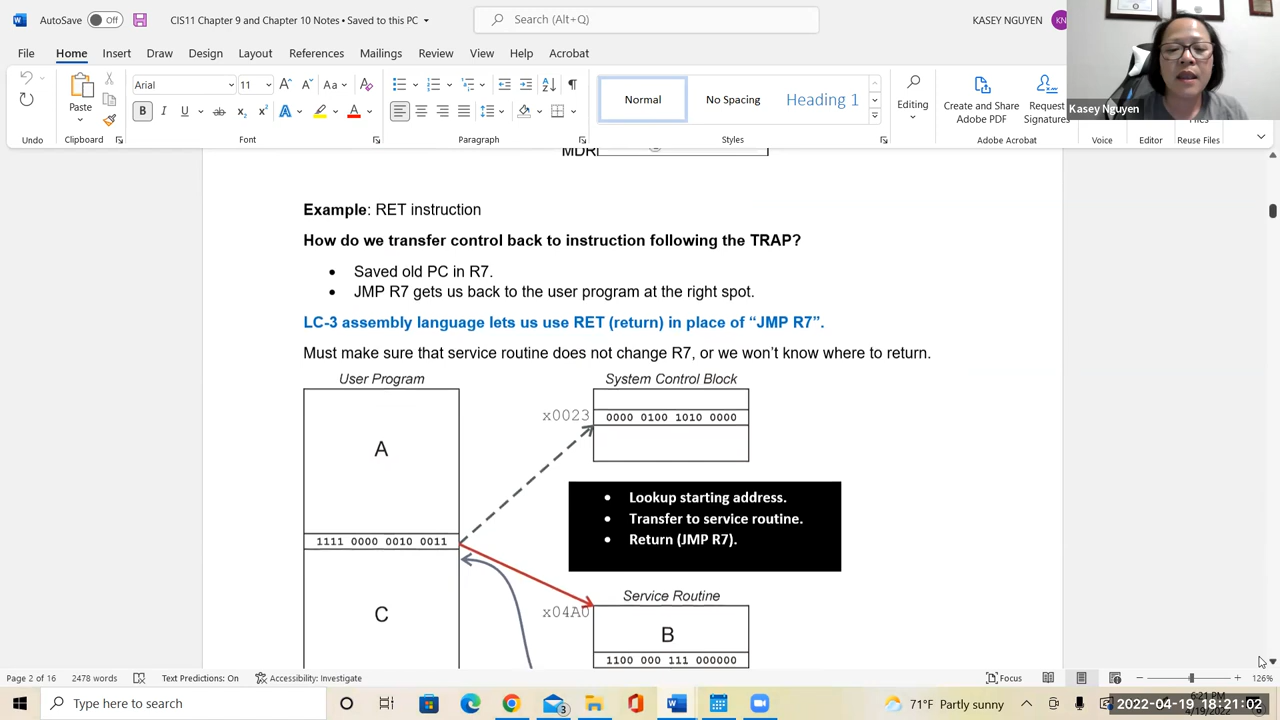 AutoSave Off CIS11 Chapter 9 and Chapter 10 Notes • Saved to this PC Search (Alt+Q) KASEY NGUYEN KN
File Home Insert Draw Design Layout References Mailings Review View Help Acrobat
Paste Arial 11 Aa Normal No Spacing Heading 1 Editing Create and Share Adobe PDF Request Signatures Files
Undo Clipboard Font Paragraph Styles Adobe Acrobat Voice Editor Reuse Files
Kasey Nguyen
MDR
Example: RET instruction
How do we transfer control back to instruction following the TRAP?
• Saved old PC in R7.
• JMP R7 gets us back to the user program at the right spot.
LC-3 assembly language lets us use RET (return) in place of “JMP R7”.
Must make sure that service routine does not change R7, or we won’t know where to return.
User Program System Control Block
x0023 0000 0100 1010 0000
A
• Lookup starting address.
• Transfer to service routine.
• Return (JMP R7).
1111 0000 0010 0011
Service Routine
x04A0
C B
1100 000 111 000000
Page 2 of 16 2478 words Text Predictions: On Accessibility: Investigate Focus 126%
Type here to search 3 71°F Partly sunny 6:21 PM
2022-04-19 18:21:02